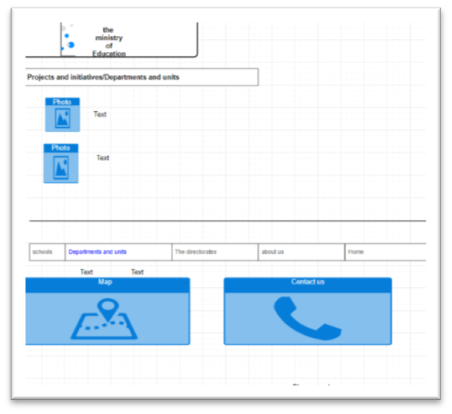 the
ministry
of
Education
Projects and initiatives/Departments and units
Photo
Text
Photo
Text
schools
Departments and units
The directorates
about us
Home
Text
Text
Map
Contact us